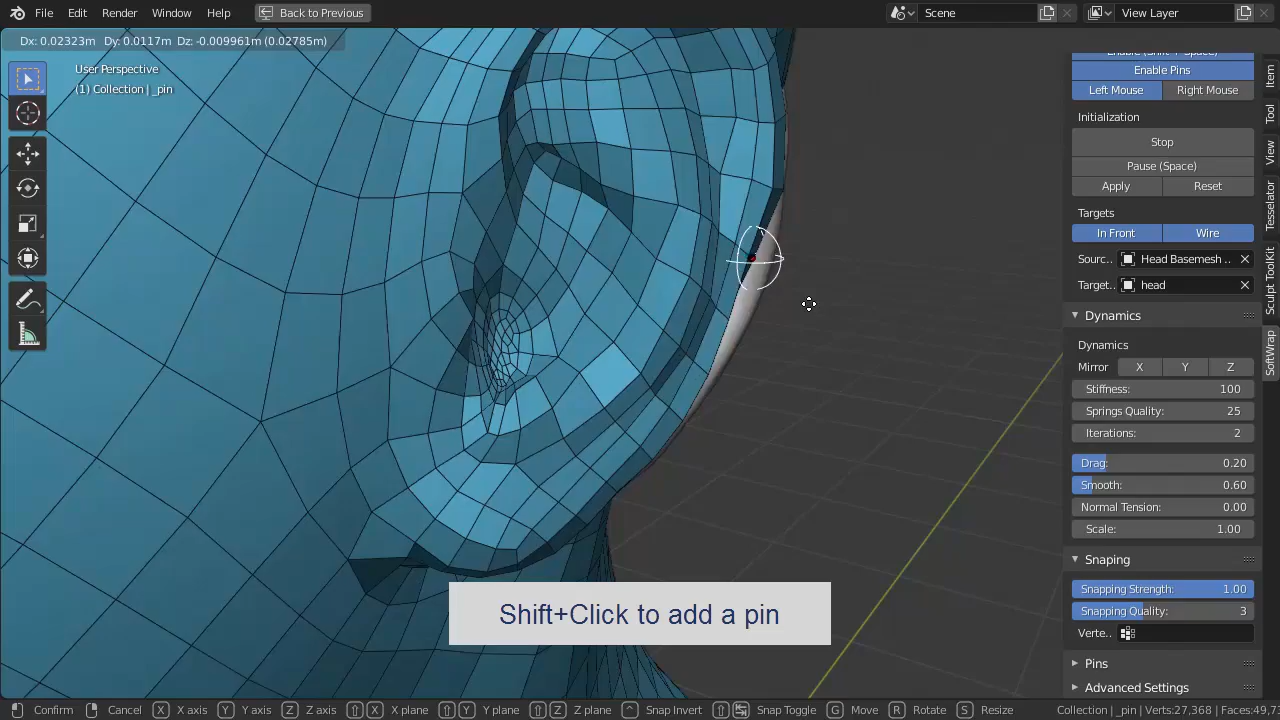 File Edit Render Window Help Back to Previous Scene View Layer
Dx: 0.02323m Dy: 0.0117m Dz: -0.009961m (0.02785m)
User Perspective
(1) Collection | _pin
Enable (Shift + Space)
Enable Pins
Left Mouse Right Mouse
Initialization
Stop
Pause (Space)
Apply Reset
Targets
In Front Wire
Sourc.. Head Basemesh ..
Target.. head
Dynamics
Dynamics
Mirror X Y Z
Stiffness: 100
Springs Quality: 25
Iterations: 2
Drag: 0.20
Smooth: 0.60
Normal Tension: 0.00
Scale: 1.00
Snaping
Snapping Strength: 1.00
Snapping Quality: 3
Verte..
Pins
Advanced Settings
Item
Tool
View
Tesselator
Sculpt ToolKit
SoftWrap
Shift+Click to add a pin
Confirm Cancel X X axis Y Y axis Z Z axis X X plane Y Y plane Z Z plane Snap Invert Snap Toggle G Move R Rotate S Resize Collection | _pin | Verts:27,368 | Faces:49,7